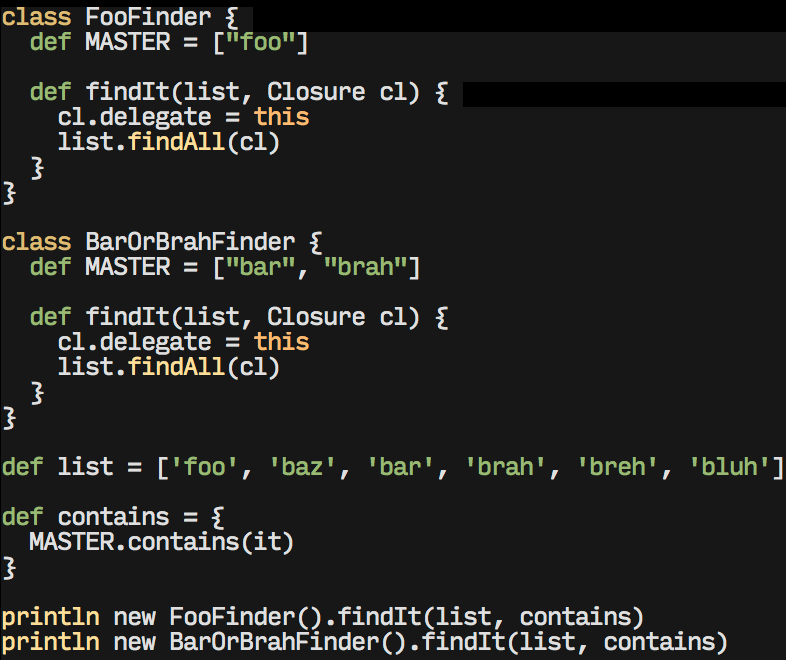 class FooFinder {
  def MASTER = ["foo"]

  def findIt(list, Closure cl) {
    cl.delegate = this
    list.findAll(cl)
  }
}

class BarOrBrahFinder {
  def MASTER = ["bar", "brah"]

  def findIt(list, Closure cl) {
    cl.delegate = this
    list.findAll(cl)
  }
}

def list = ['foo', 'baz', 'bar', 'brah', 'breh', 'bluh']

def contains = {
  MASTER.contains(it)
}

println new FooFinder().findIt(list, contains)
println new BarOrBrahFinder().findIt(list, contains)